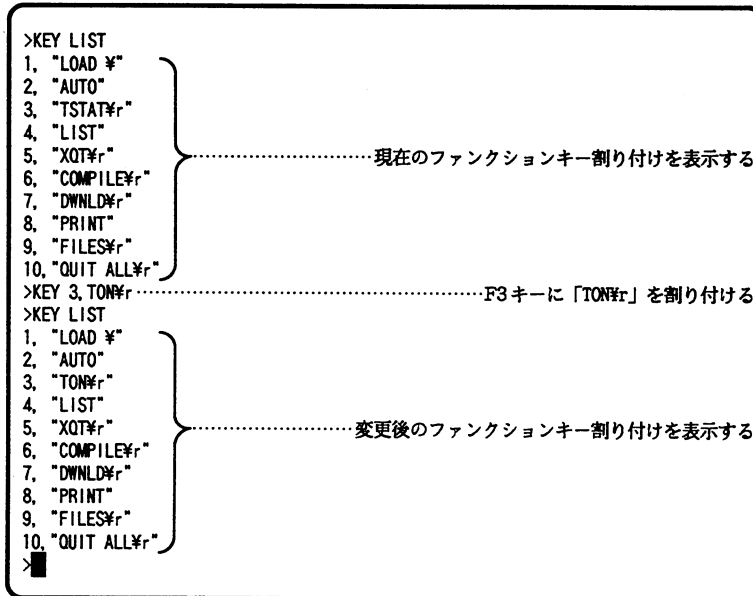 >KEY LIST
1, "LOAD ¥"
2, "AUTO"
3, "TSTAT¥r"
4, "LIST"
5, "XQT¥r" ……………………現在のファンクションキー割り付けを表示する
6, "COMPILE¥r"
7, "DWNLD¥r"
8, "PRINT"
9, "FILES¥r"
10, "QUIT ALL¥r"
>KEY 3, TON¥r ………………………………F3キーに「TON¥r」を割り付ける
>KEY LIST
1, "LOAD ¥"
2, "AUTO"
3, "TON¥r"
4, "LIST"
5, "XQT¥r" …………………変更後のファンクションキー割り付けを表示する
6, "COMPILE¥r"
7, "DWNLD¥r"
8, "PRINT"
9, "FILES¥r"
10, "QUIT ALL¥r"
>